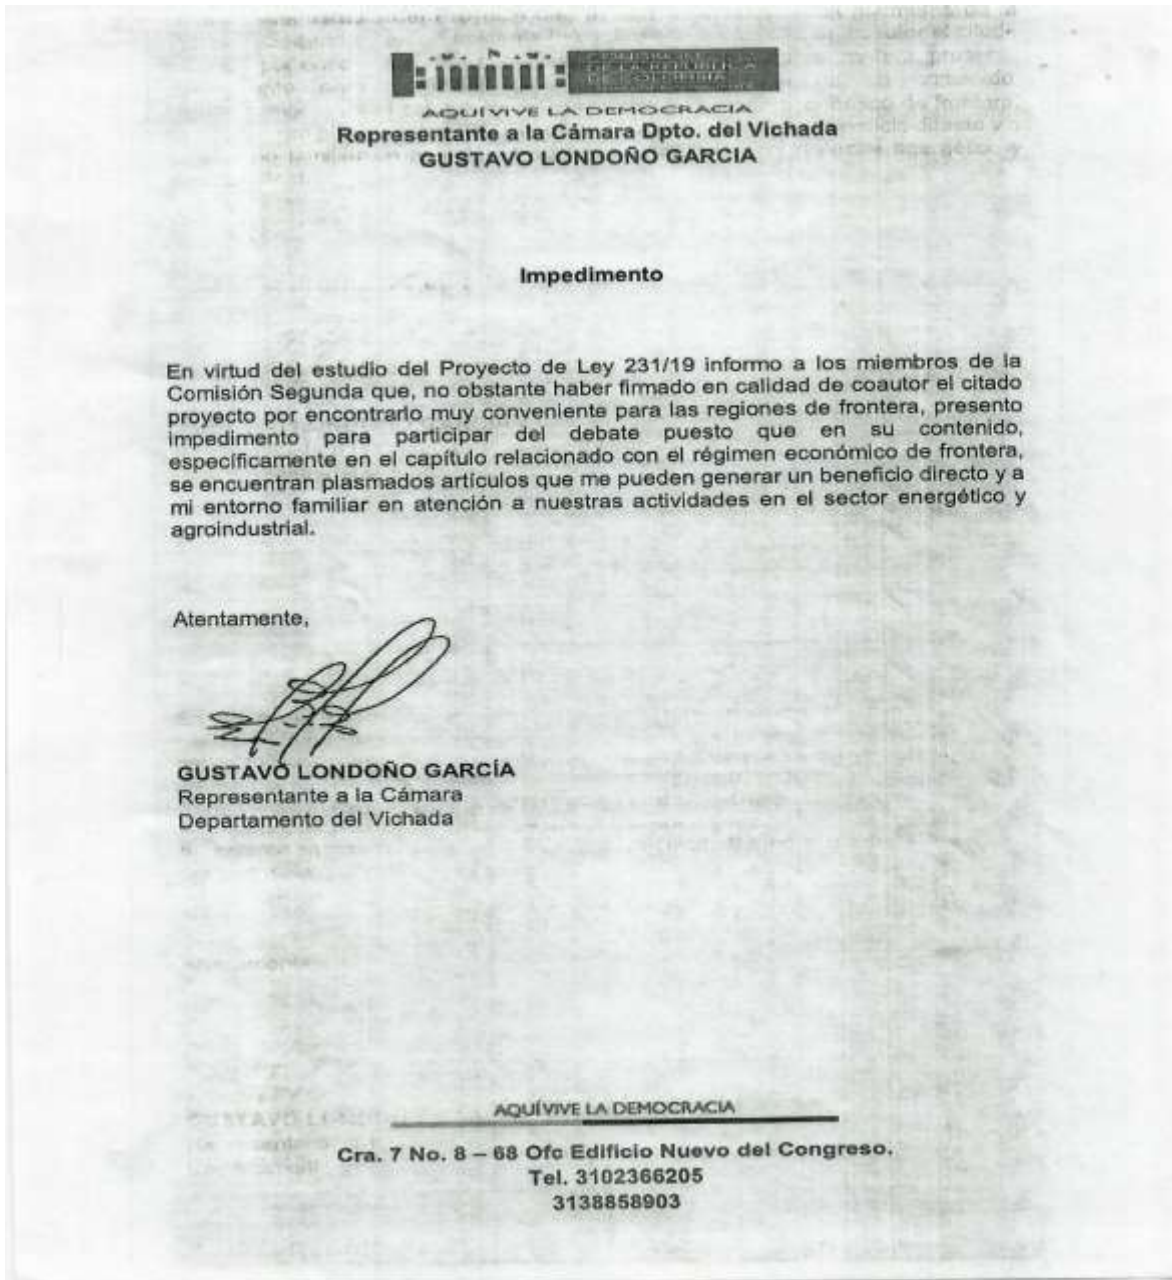 AQUÍ VIVE LA DEMOCRACIA
Representante a la Cámara Dpto. del Vichada
GUSTAVO LONDOÑO GARCIA
Impedimento
En virtud del estudio del Proyecto de Ley 231/19 informo a los miembros de la
Comisión Segunda que, no obstante haber firmado en calidad de coautor el citado
proyecto por encontrarlo muy conveniente para las regiones de frontera, presento
impedimento para participar del debate puesto que en su contenido,
específicamente en el capítulo relacionado con el régimen económico de frontera,
se encuentran plasmados artículos que me pueden generar un beneficio directo y a
mi entorno familiar en atención a nuestras actividades en el sector energético y
agroindustrial.
Atentamente,
GUSTAVO LONDOÑO GARCÍA
Representante a la Cámara
Departamento del Vichada
AQUÍ VIVE LA DEMOCRACIA
Cra. 7 No. 8 – 68 Ofc Edificio Nuevo del Congreso.
Tel. 3102366205
3138858903